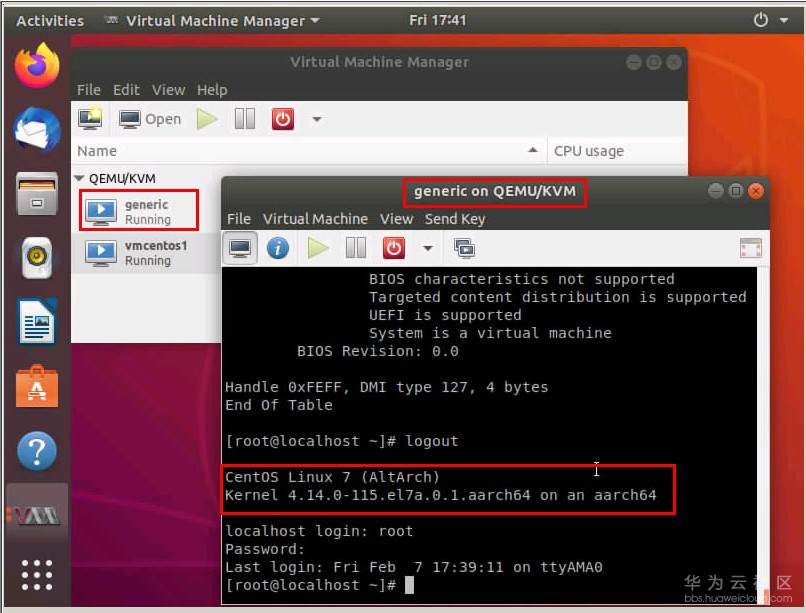 Activities Virtual Machine Manager Fri 17:41
Virtual Machine Manager
File Edit View Help
Open
Name CPU usage
QEMU/KVM
generic
Running
vmcentos1
Running
generic on QEMU/KVM
File Virtual Machine View Send Key
BIOS characteristics not supported
Targeted content distribution is supported
UEFI is supported
System is a virtual machine
BIOS Revision: 0.0
Handle 0xFEFF, DMI type 127, 4 bytes
End Of Table
[root@localhost ~]# logout
CentOS Linux 7 (AltArch)
Kernel 4.14.0-115.el7a.0.1.aarch64 on an aarch64
localhost login: root
Password:
Last login: Fri Feb  7 17:39:11 on ttyAMA0
[root@localhost ~]#
华为云社区
bbs.huaweicloud.com